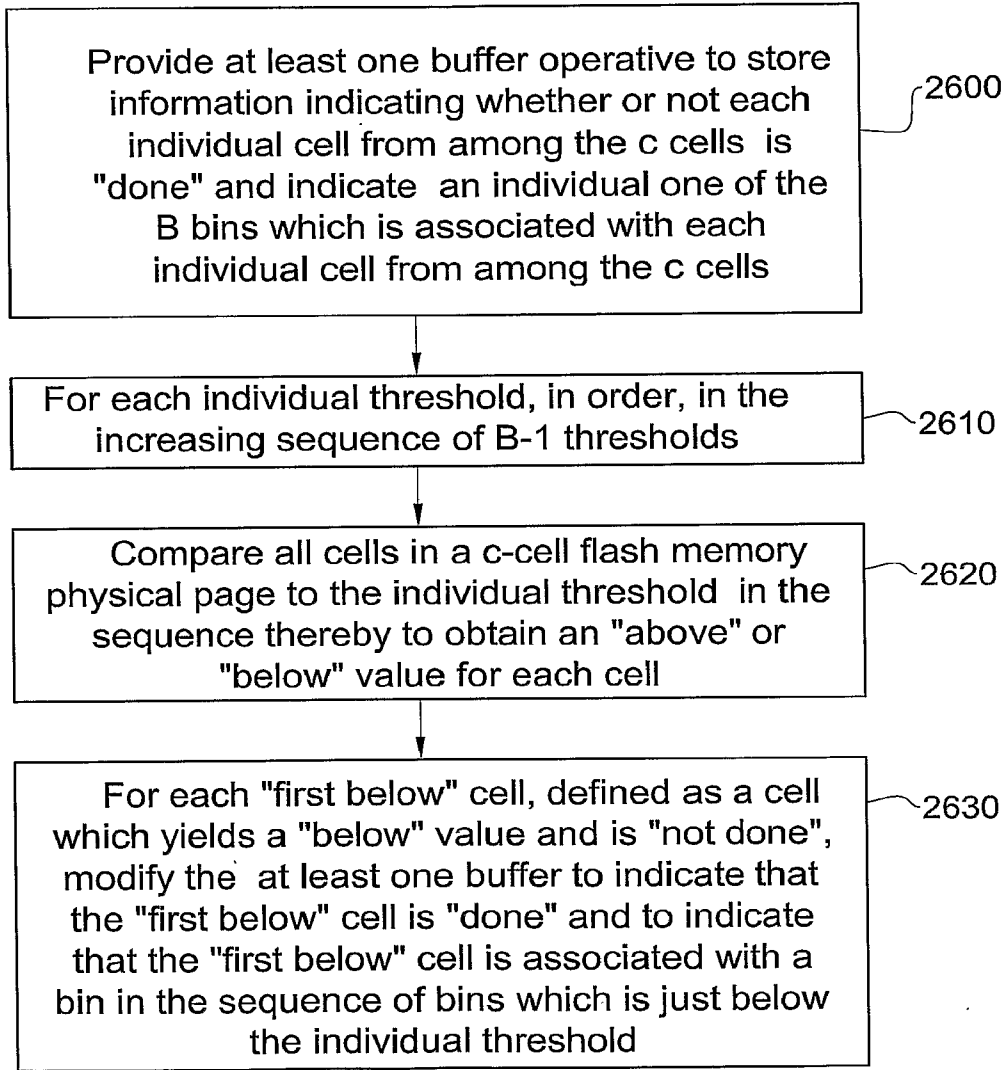 Provide at least one buffer operative to store
information indicating whether or not each
individual cell from among the c cells is
"done" and indicate an individual one of the
B bins which is associated with each
individual cell from among the c cells
2600
For each individual threshold, in order, in the
increasing sequence of B-1 thresholds
2610
Compare all cells in a c-cell flash memory
physical page to the individual threshold in the
sequence thereby to obtain an "above" or
"below" value for each cell
2620
For each "first below" cell, defined as a cell
which yields a "below" value and is "not done",
modify the at least one buffer to indicate that
the "first below" cell is "done" and to indicate
that the "first below" cell is associated with a
bin in the sequence of bins which is just below
the individual threshold
2630